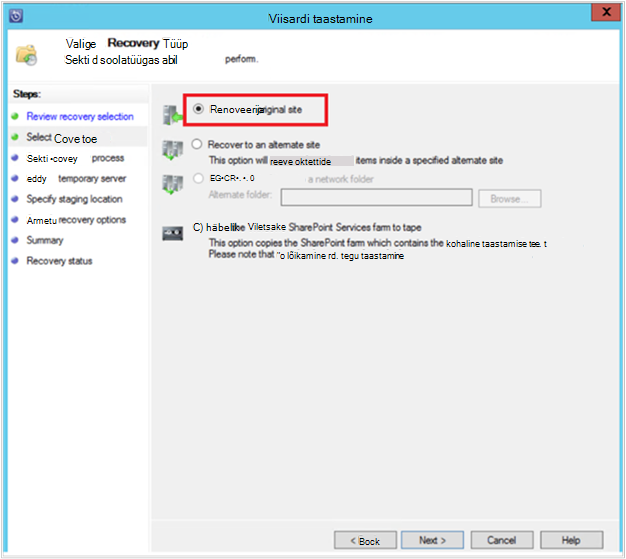 Viisardi taastamine
Valige Recovery Tüüp
Sekti d soolatüügas abil perform.
Steps:
Review recovery selection
Select Cove toe
Sekti •covey process
eddy temporary server
Specify staging location
Armetu recovery options
Summary
Recovery status
original site
Recover to an alternate site
This option will reeve oktettide items inside a specified alternate site
EG•CR•. •. 0 a network folder
Alternate folder:
Browse...
C) häbelike Viletsake SharePoint Services farm to tape
This option copies the SharePoint farm which contains the kohaline taastamise tee. t
Please note that "o lõikamine rd. tegu taastamine
< Bock
Next >
Cancel
Help